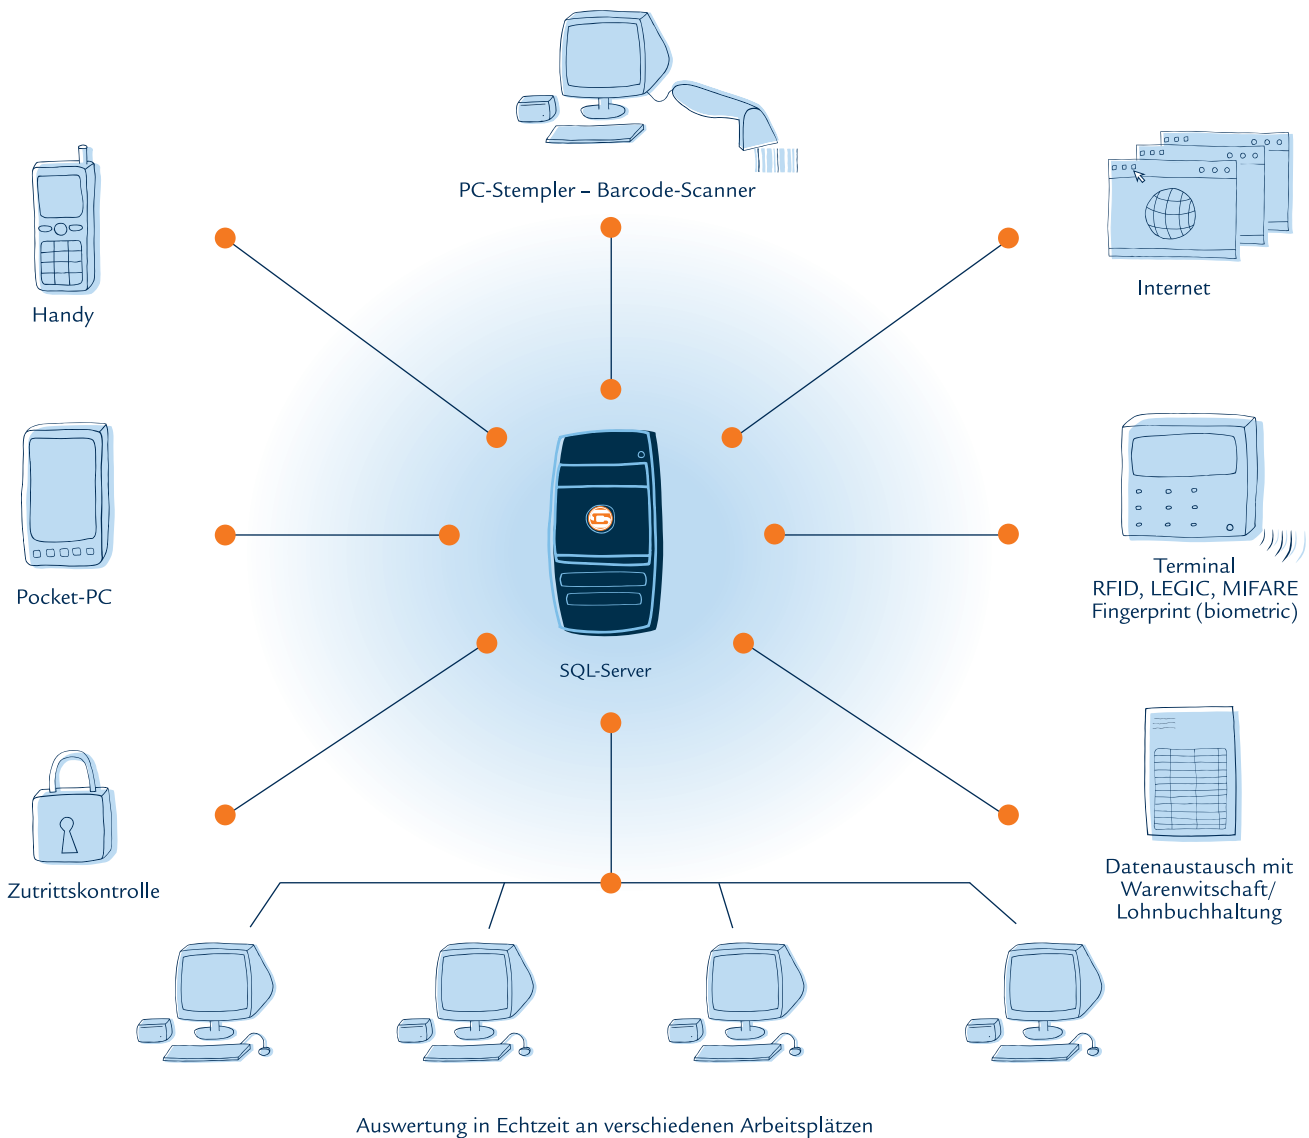 PC-Stempler – Barcode-Scanner
Handy
Internet
Pocket-PC
Terminal
RFID, LEGIC, MIFARE
Fingerprint (biometric)
SQL-Server
Zutrittskontrolle
Datenaustausch mit
Warenwitschaft/
Lohnbuchhaltung
Auswertung in Echtzeit an verschiedenen Arbeitsplätzen